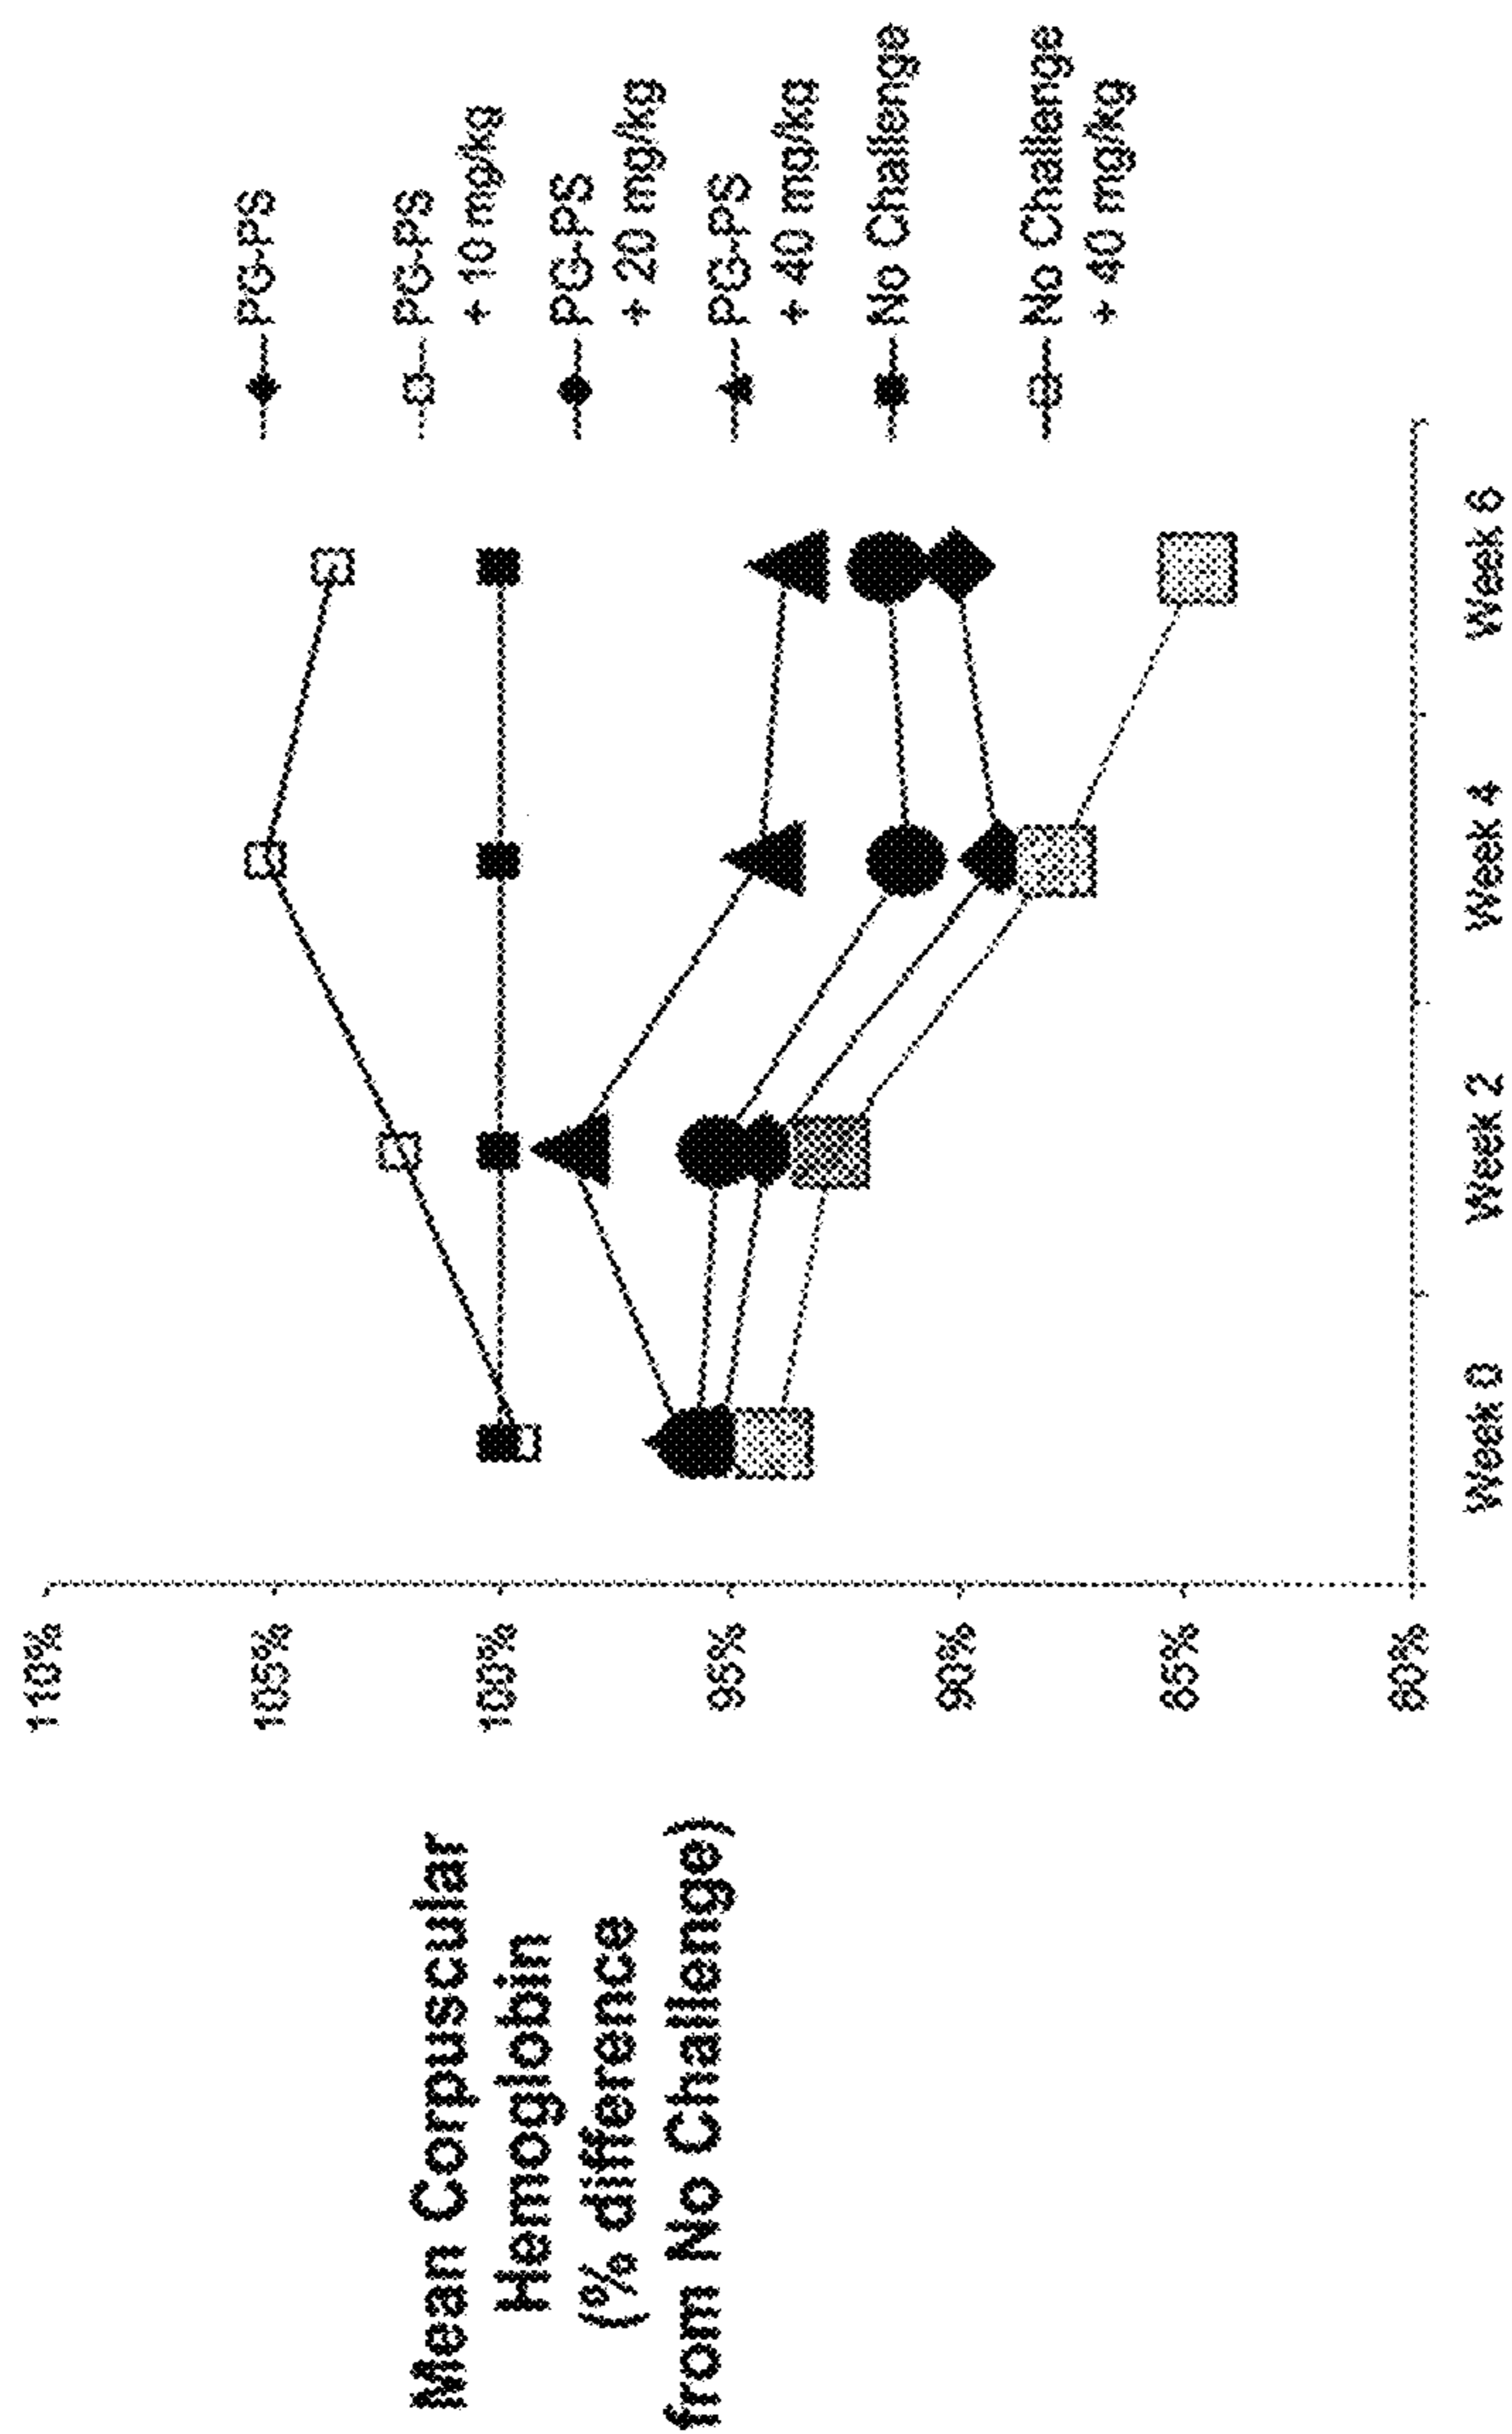 Mean Corpuscular
Hemoglobin
(% difference
from No Challenge)
110%
105%
100%
95%
90%
85%
80%
Week 0
Week 2
Week 4
Week 6
PG-PS
PG-PS
+ 10 mg/kg
PG-PS
+ 20 mg/kg
PG-PS
+ 40 mg/kg
No Challenge
No Challenge
+ 40 mg/kg